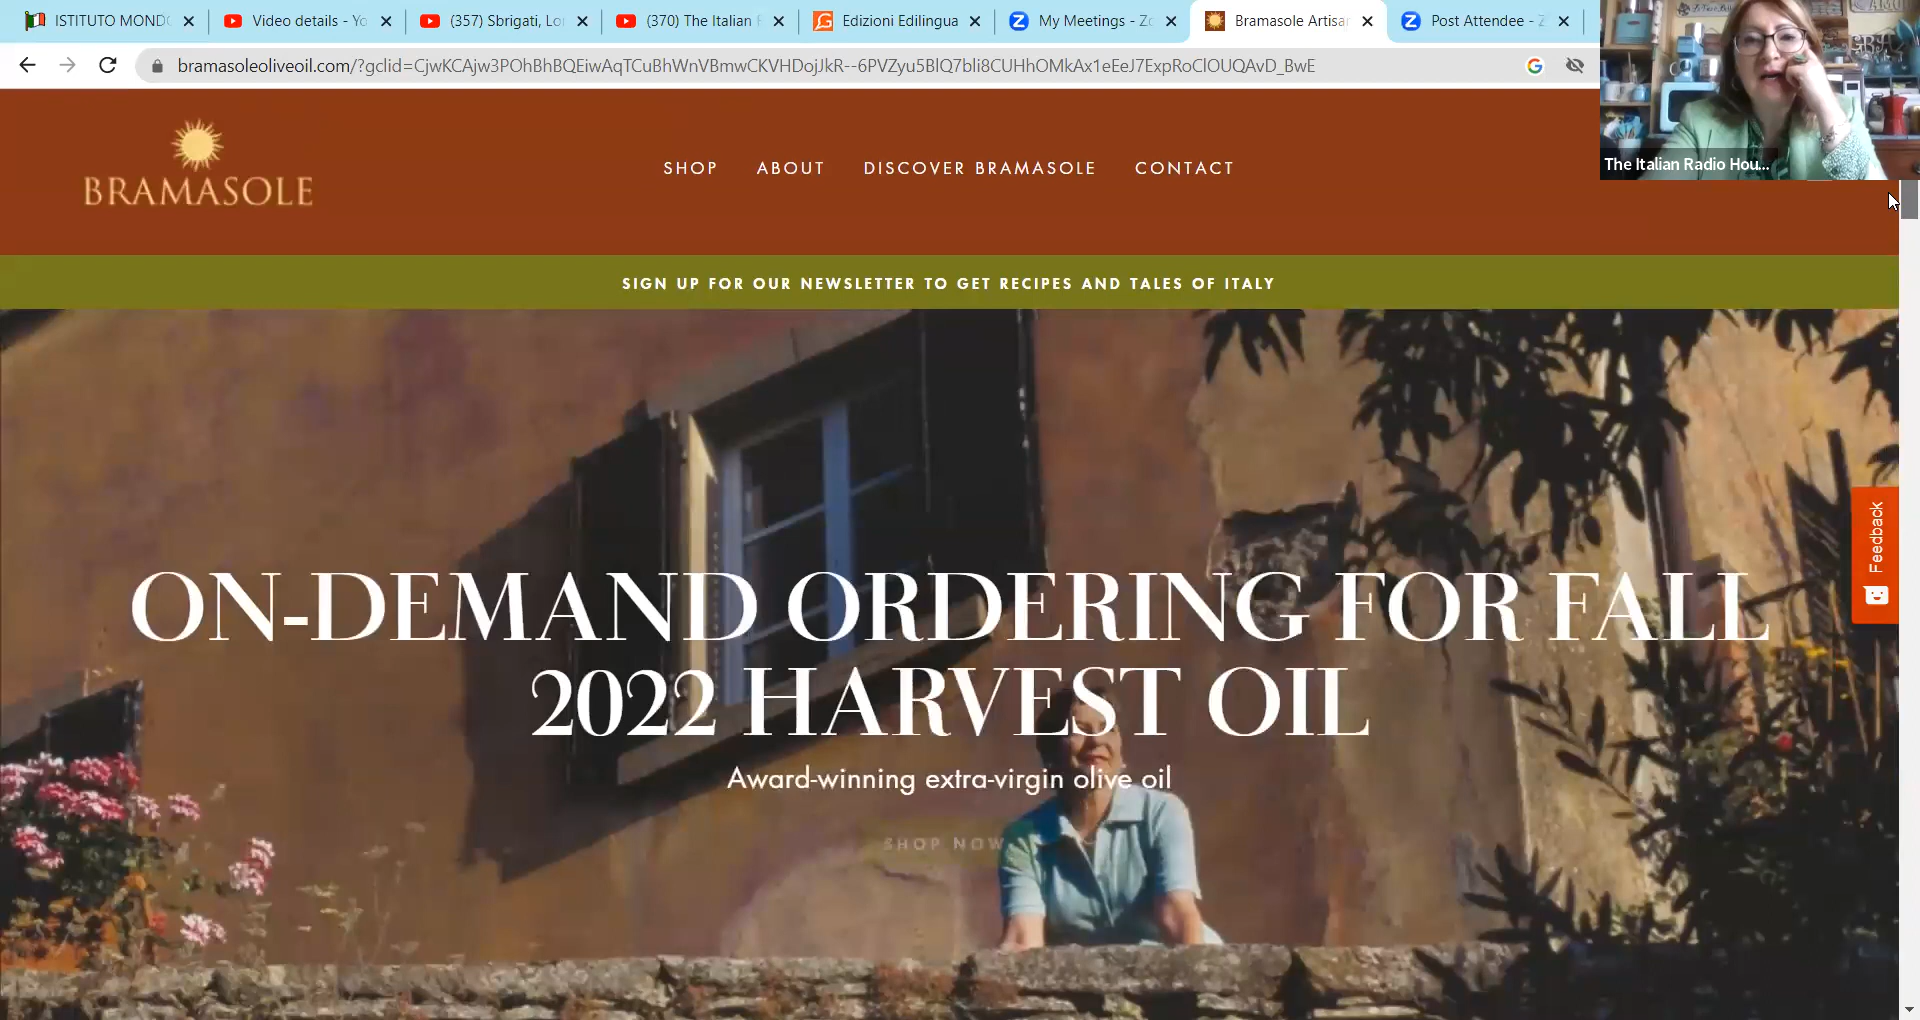 ISTITUTO MOND
Video details - Yo
(357) Sbrigati, Lo
(370) The Italian
Edizioni Edilingua
My Meetings - Zo
Bramasole Artisa
Post Attendee - Z
bramasoleoliveoil.com/?gclid=CjwKCAjw3POhBhBQEiwAqTCuBhWnVBmwCKVHDojJkR--6PVZyu5BlQ7bli8CUHhOMkAx1eEeJ7ExpRoClOUQAvD_BwE
The Italian Radio Hou...
BRAMASOLE
SHOP ABOUT DISCOVER BRAMASOLE CONTACT
SIGN UP FOR OUR NEWSLETTER TO GET RECIPES AND TALES OF ITALY
Feedback
ON-DEMAND ORDERING FOR FALL
2022 HARVEST OIL
Award-winning extra-virgin olive oil
SHOP NOW